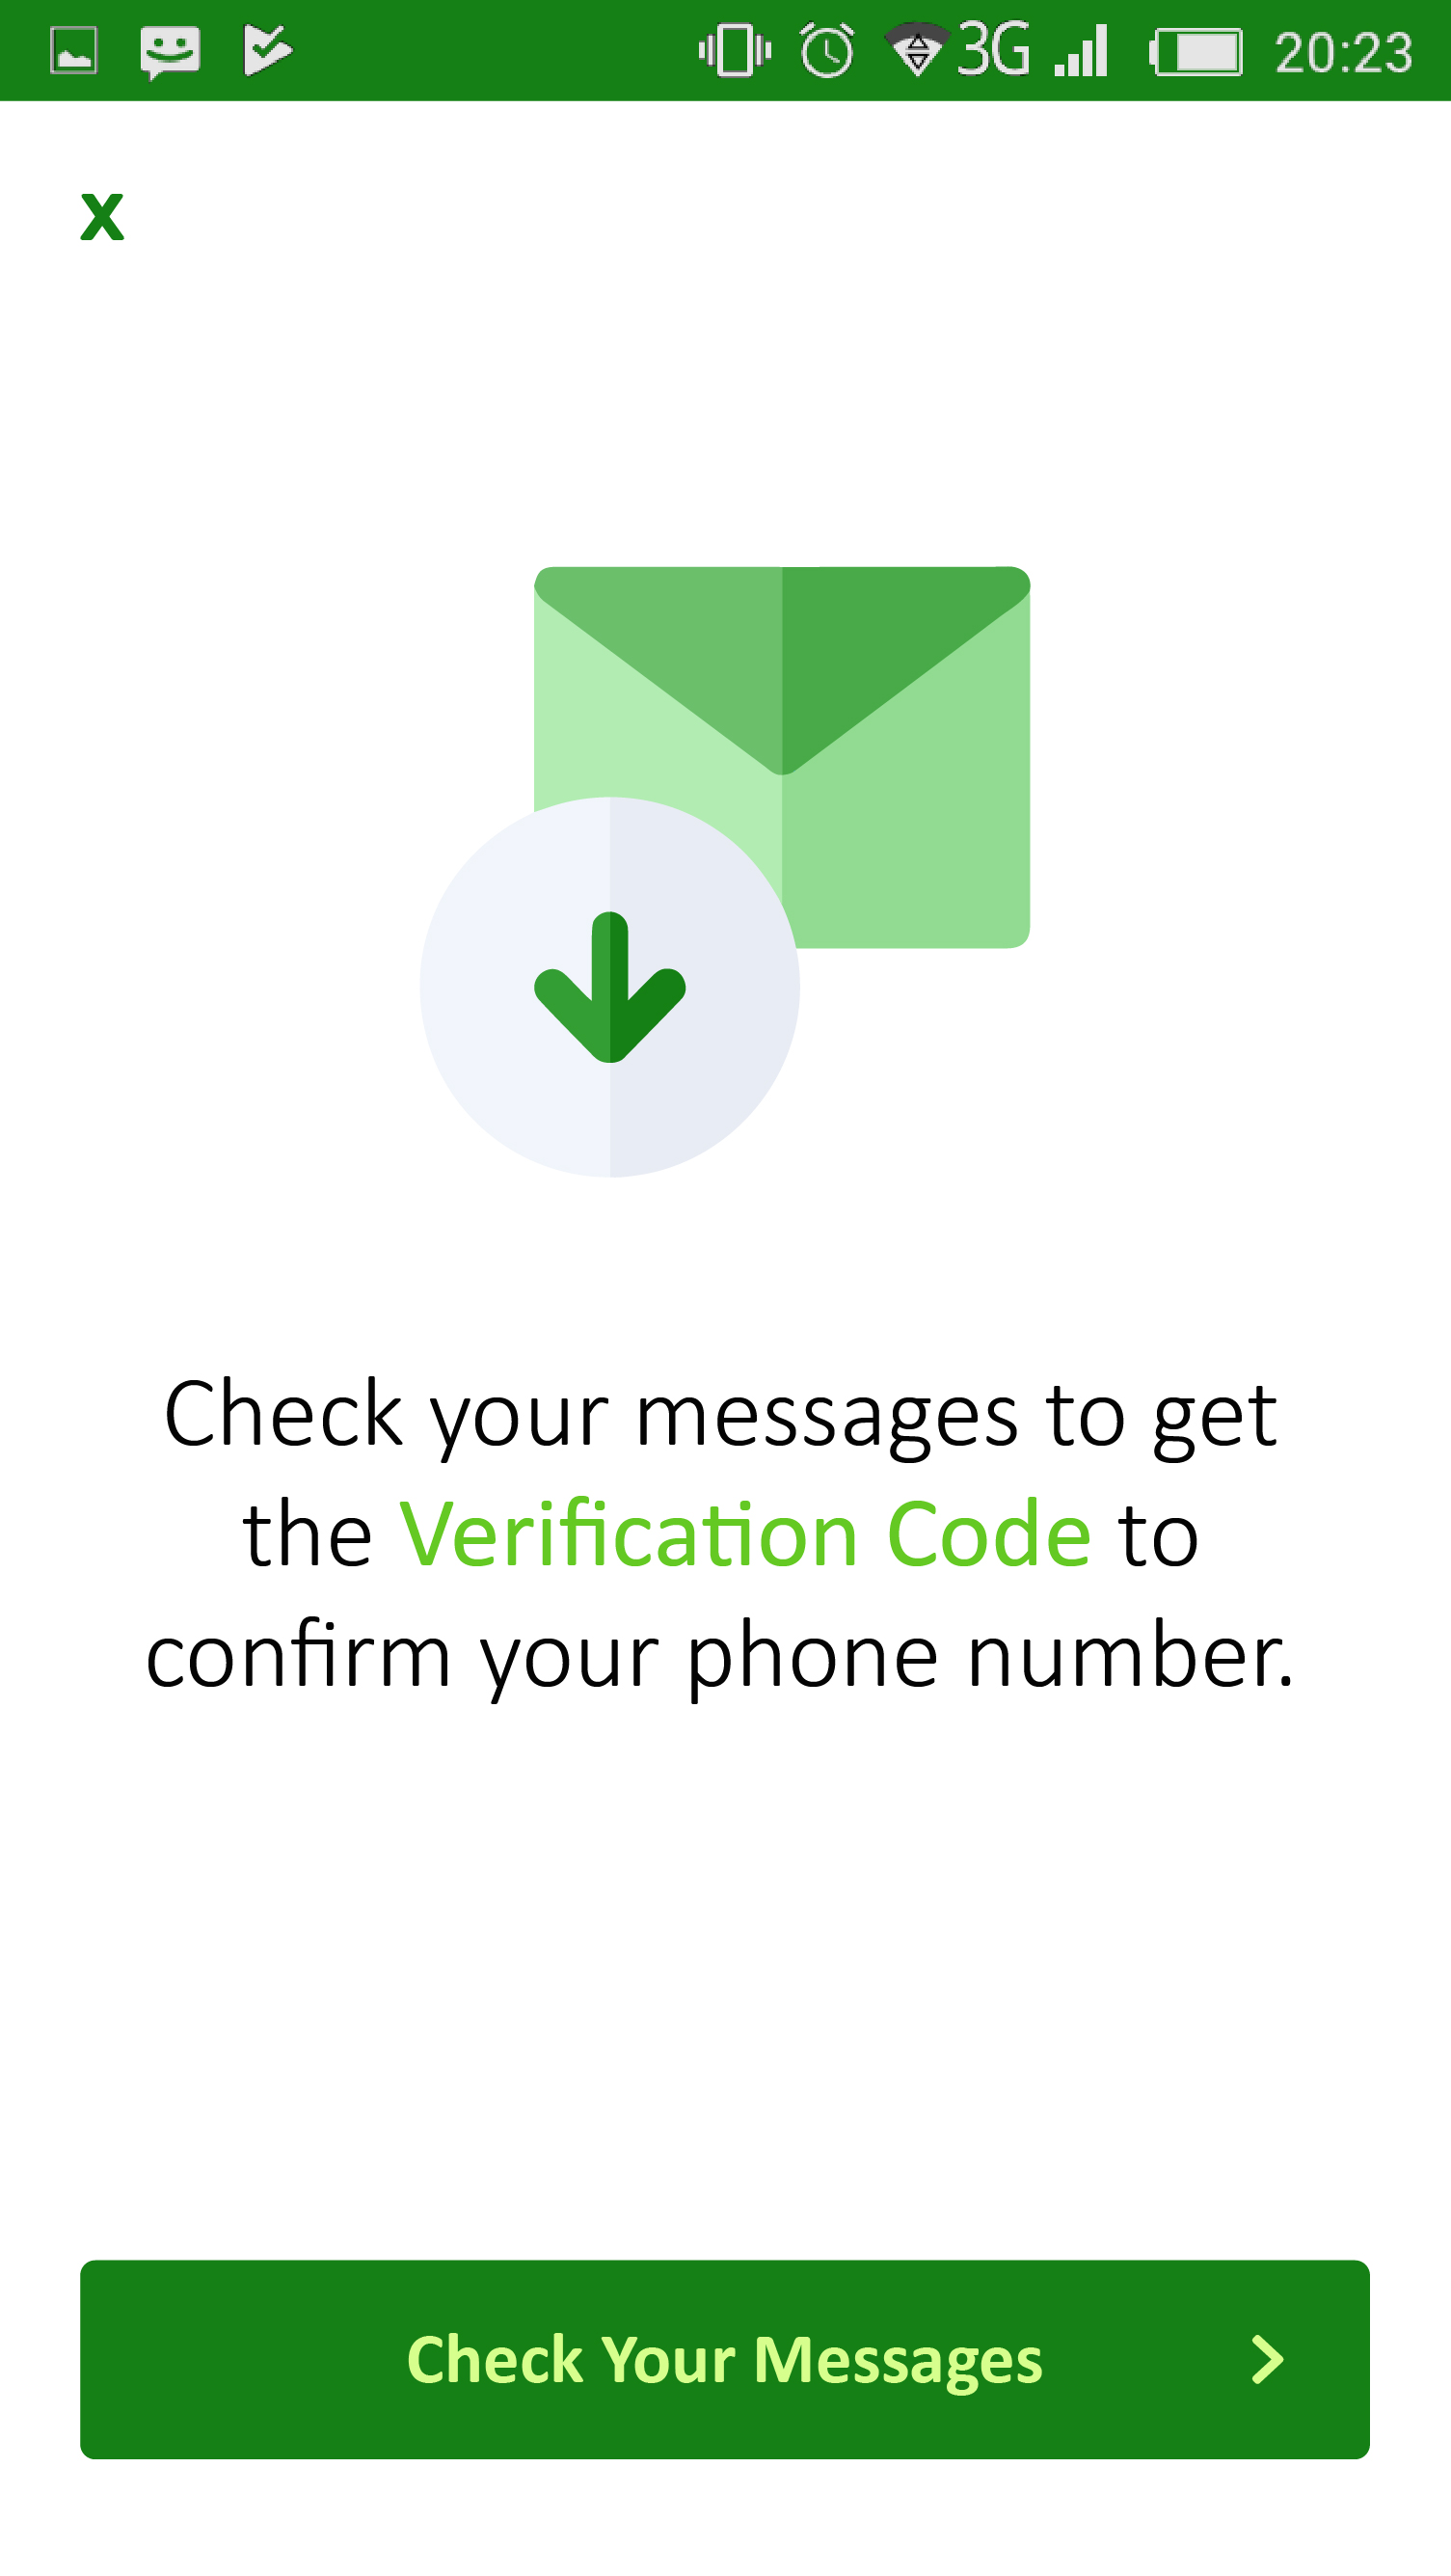 3G 20:23
x
Check your messages to get
the Verification Code to
confirm your phone number.
Check Your Messages